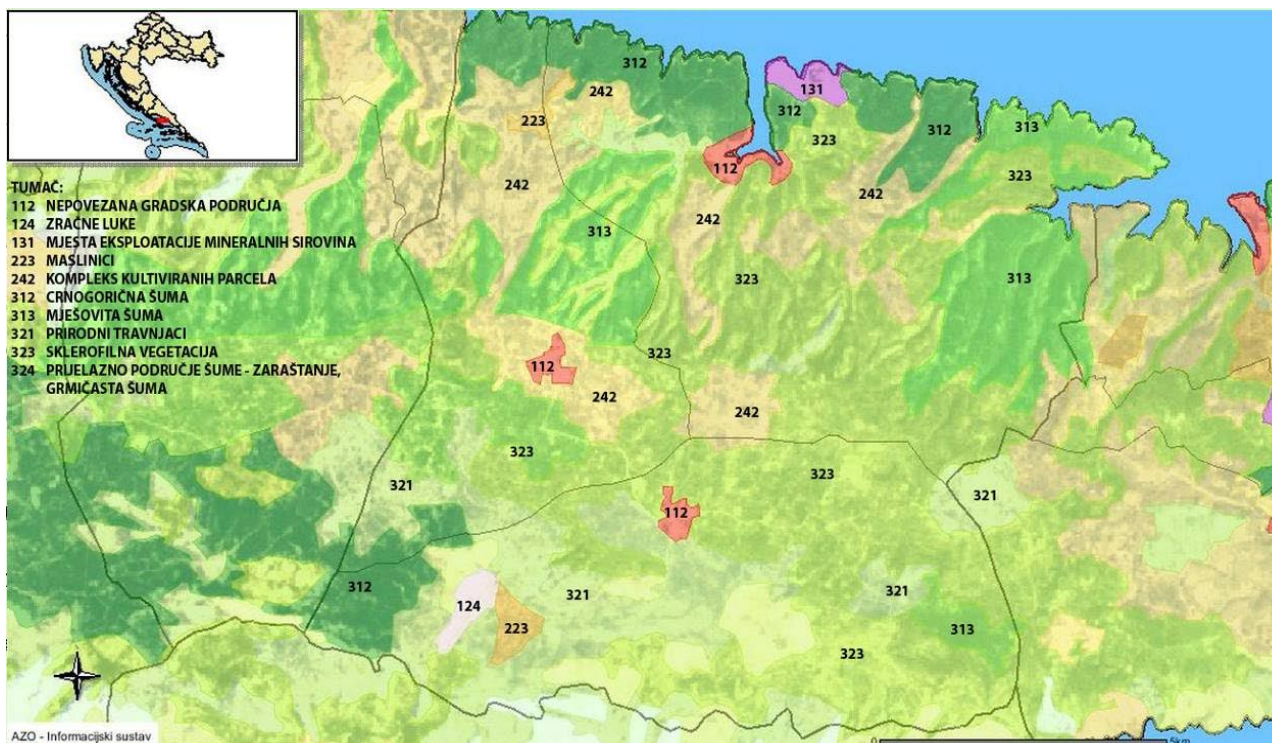 TUMAČ:
112 NEPOVEZANA GRADSKA PODRUČJA
124 ZRAČNE LUKE
131 MJESTA EKSPLOATACIJE MINERALNIH SIROVINA
223 MASLINICI
242 KOMPLEKS KULTIVIRANIH PARCELA
312 CRNOGORIČNA ŠUMA
313 MJEŠOVITA ŠUMA
321 PRIRODNI TRAVNJACI
323 SKLEROFILNA VEGETACIJA
324 PRIJELAZNO PODRUČJE ŠUME - ZARAŠTANJE,
GRMIČASTA ŠUMA
312
242
131
312
323
312
313
223
112
323
242
242
242
313
323
313
323
112
242
242
323
323
321
321
112
312
124
321
321
223
313
323
AZO - Informacijski sustav
0
5km